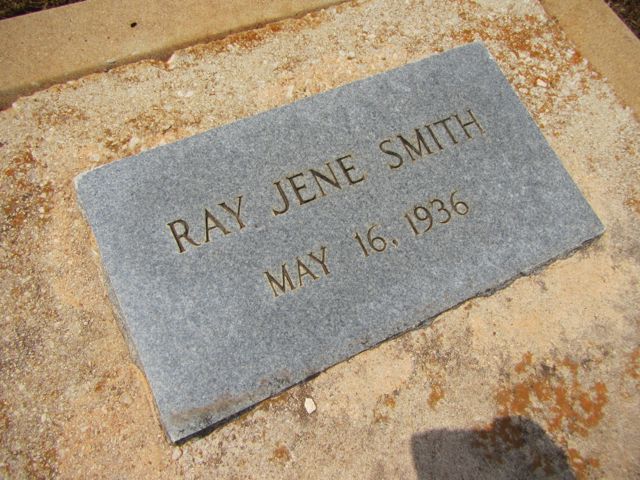 RAY JENE SMITH
MAY 16, 1936